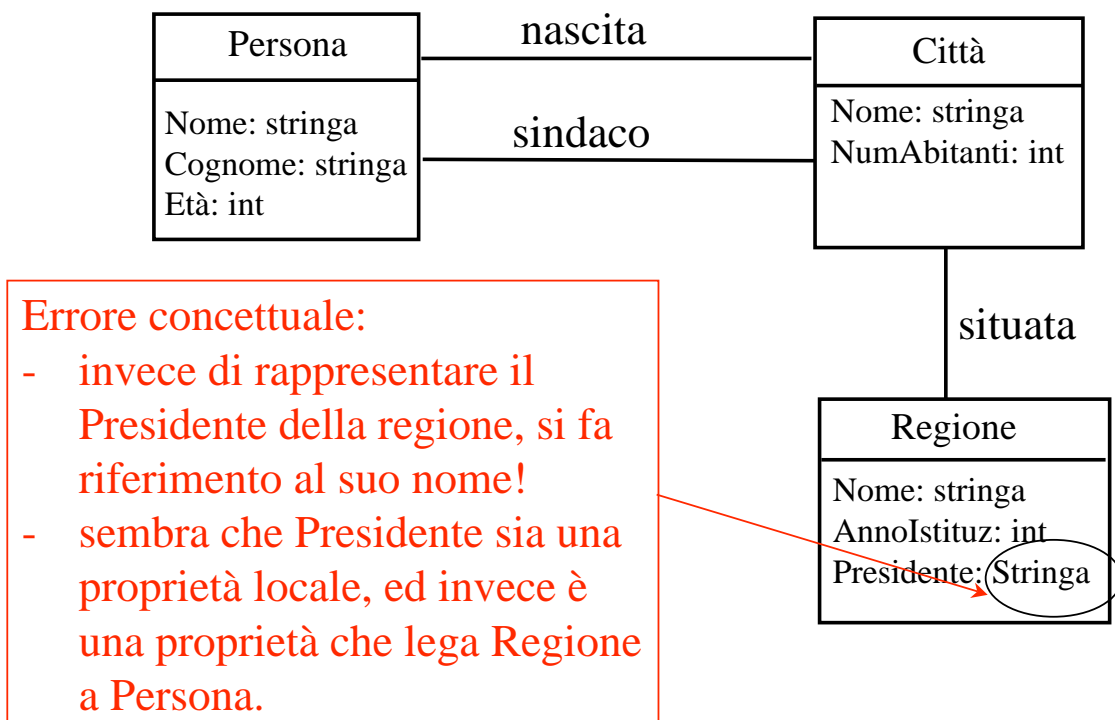 Persona
Nome: stringa
Cognome: stringa
Età: int
nascita
sindaco
Città
Nome: stringa
NumAbitanti: int
situata
Regione
Nome: stringa
AnnoIstituz: int
Presidente: Stringa
Errore concettuale:
- invece di rappresentare il
Presidente della regione, si fa
riferimento al suo nome!
- sembra che Presidente sia una
proprietà locale, ed invece è
una proprietà che lega Regione
a Persona.